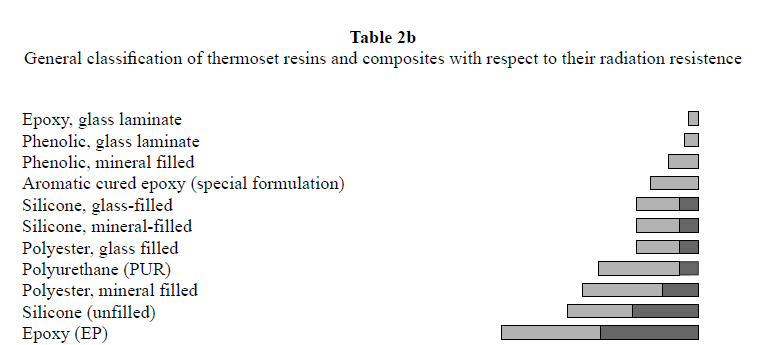 Table 2b
General classification of thermoset resins and composites with respect to their radiation resistence
Epoxy, glass laminate
Phenolic, glass laminate
Phenolic, mineral filled
Aromatic cured epoxy (special formulation)
Silicone, glass-filled
Silicone, mineral-filled
Polyester, glass filled
Polyurethane (PUR)
Polyester, mineral filled
Silicone (unfilled)
Epoxy (EP)